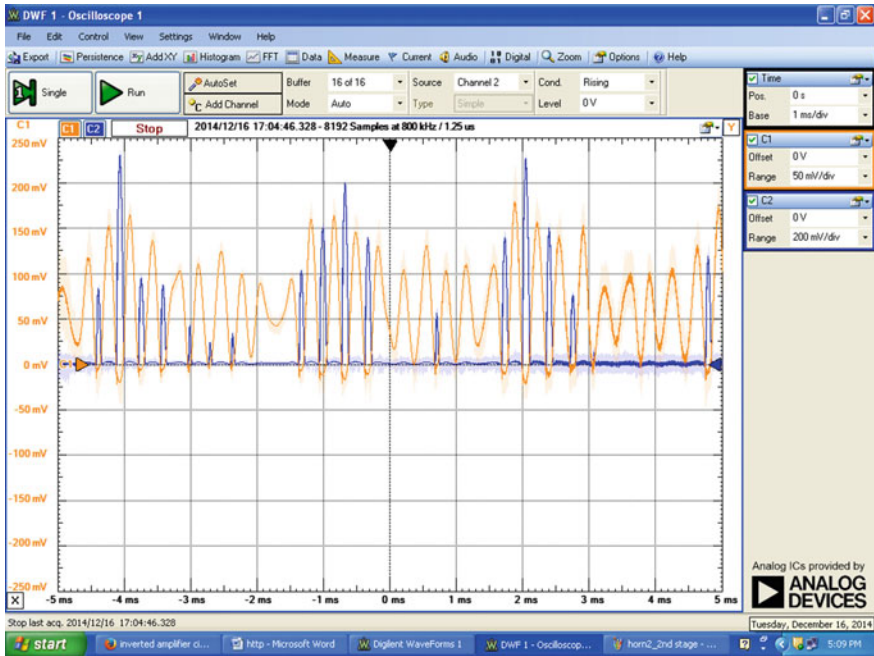 DWF 1 - Oscilloscope 1
File Edit Control View Settings Window Help
Export Persistence Add XY Histogram FFT Data Measure Current Audio Digital Zoom Options Help
Single Run AutoSet Buffer 16 of 16 Source Channel 2 Cond. Rising
Add Channel Mode Auto Type Simple Level 0 V
Time
Pos. 0 s
Base 1 ms/div
C1
Offset 0 V
Range 50 mV/div
C2
Offset 0 V
Range 200 mV/div
C1 C1 C2 Stop 2014/12/16 17:04:46.328 - 8192 Samples at 800 kHz / 1.25 us Y
250 mV
200 mV
150 mV
100 mV
50 mV
0 mV
-50 mV
-100 mV
-150 mV
-200 mV
-250 mV
X -5 ms -4 ms -3 ms -2 ms -1 ms 0 ms 1 ms 2 ms 3 ms 4 ms 5 ms
Analog ICs provided by
ANALOG
DEVICES
Stop last acq. 2014/12/16 17:04:46.328
Tuesday, December 16, 2014
start inverted amplifier ci... http - Microsoft Word Digilent WaveForms 1 DWF 1 - Oscilloscop... horn2_2nd stage - ... 5:09 PM